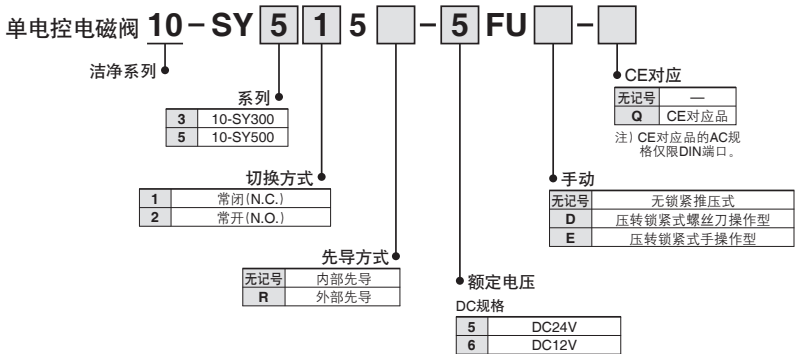 单电控电磁阀 10-SY 5 1 5 □ - 5 FU □ - □
洁净系列
系列
3 10-SY300
5 10-SY500
切换方式
1 常闭(N.C.)
2 常开(N.O.)
先导方式
无记号 内部先导
R 外部先导
额定电压
DC规格
5 DC24V
6 DC12V
手动
无记号 无锁紧推压式
D 压转锁紧式螺丝刀操作型
E 压转锁紧式手操作型
CE对应
无记号 —
Q CE对应品
注) CE对应品的AC规
格仅限DIN端口。